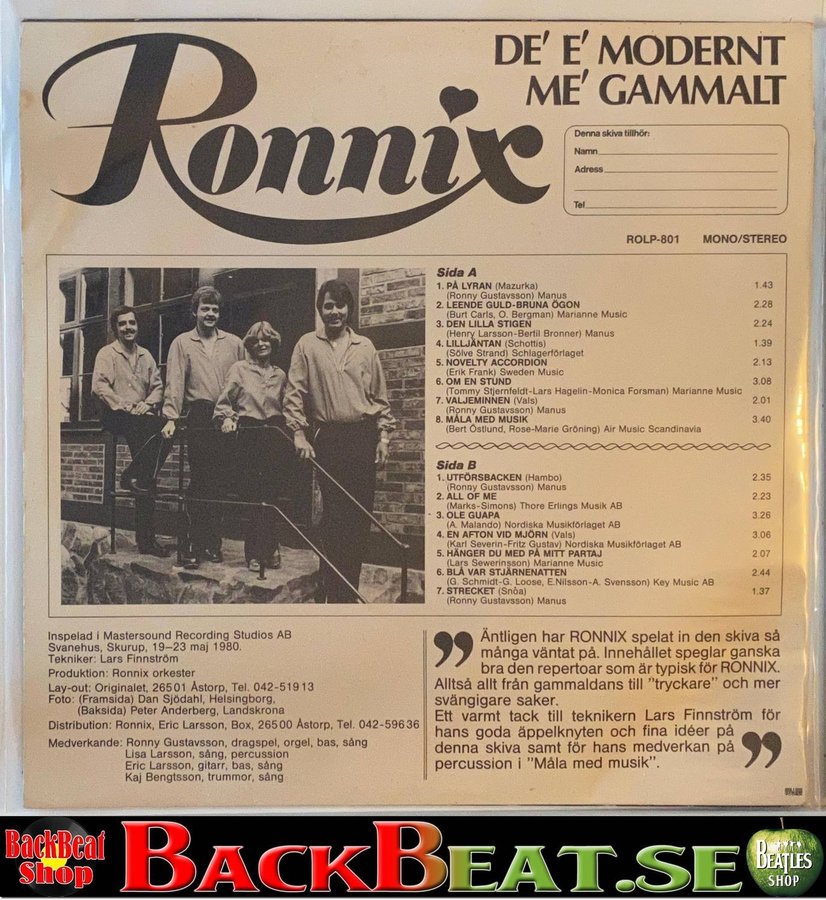 Ronnix
DE' E' MODERNT
ME' GAMMALT
Denna skiva tillhör:
Namn
Adress
Tel
ROLP-801 MONO/STEREO
Sida A
1. PÅ LYRAN (Mazurka) 1.43
(Ronny Gustavsson) Manus
2. LEENDE GULD-BRUNA ÖGON 2.28
(Burt Carls, O. Bergman) Marianne Music
3. DEN LILLA STIGEN 2.24
(Henry Larsson-Bertil Bronner) Manus
4. LILLJÄNTAN (Schottis) 1.39
(Sölve Strand) Schlagerförlaget
5. NOVELTY ACCORDION 2.13
(Erik Frank) Sweden Music
6. OM EN STUND 3.08
(Tommy Stjernfeldt-Lars Hagelin-Monica Forsman) Marianne Music
7. VALJEMINNEN (Vals) 2.01
(Ronny Gustavsson) Manus
8. MÅLA MED MUSIK 3.40
(Bert Östlund, Rose-Marie Gröning) Air Music Scandinavia
Sida B
1. UTFÖRSBACKEN (Hambo) 2.35
(Ronny Gustavsson) Manus
2. ALL OF ME 2.23
(Marks-Simons) Thore Erlings Musik AB
3. OLE GUAPA 3.26
(A. Malando) Nordiska Musikförlaget AB
4. EN AFTON VID MJÖRN (Vals) 3.06
(Karl Severin-Fritz Gustav) Nordiska Musikförlaget AB
5. HÄNGER DU MED PÅ MITT PARTAJ 2.07
(Lars Sewerinsson) Marianne Music
6. BLÅ VAR STJÄRNENATTEN 2.44
(G. Schmidt-G. Loose, E.Nilsson-A. Svensson) Key Music AB
7. STRECKET (Snôa) 1.37
(Ronny Gustavsson) Manus
Inspelad i Mastersound Recording Studios AB
Svanehus, Skurup, 19–23 maj 1980.
Tekniker: Lars Finnström
Produktion: Ronnix orkester
Lay-out: Originalet, 265 01 Åstorp, Tel. 042-519 13
Foto: (Framsida) Dan Sjödahl, Helsingborg,
(Baksida) Peter Anderberg, Landskrona
Distribution: Ronnix, Eric Larsson, Box, 265 00 Åstorp, Tel. 042-596 36
Medverkande: Ronny Gustavsson, dragspel, orgel, bas, sång
Lisa Larsson, sång, percussion
Eric Larsson, gitarr, bas, sång
Kaj Bengtsson, trummor, sång
” Äntligen har RONNIX spelat in den skiva så
många väntat på. Innehållet speglar ganska
bra den repertoar som är typisk för RONNIX.
Alltså allt från gammaldans till ”tryckare” och mer
svängigare saker.
Ett varmt tack till teknikern Lars Finnström för
hans goda äppelknyten och fina idéer på
denna skiva samt för hans medverkan på
percussion i ”Måla med musik”. ”
BackBeat
Shop
BACKBEAT.SE
BEATLES
SHOP